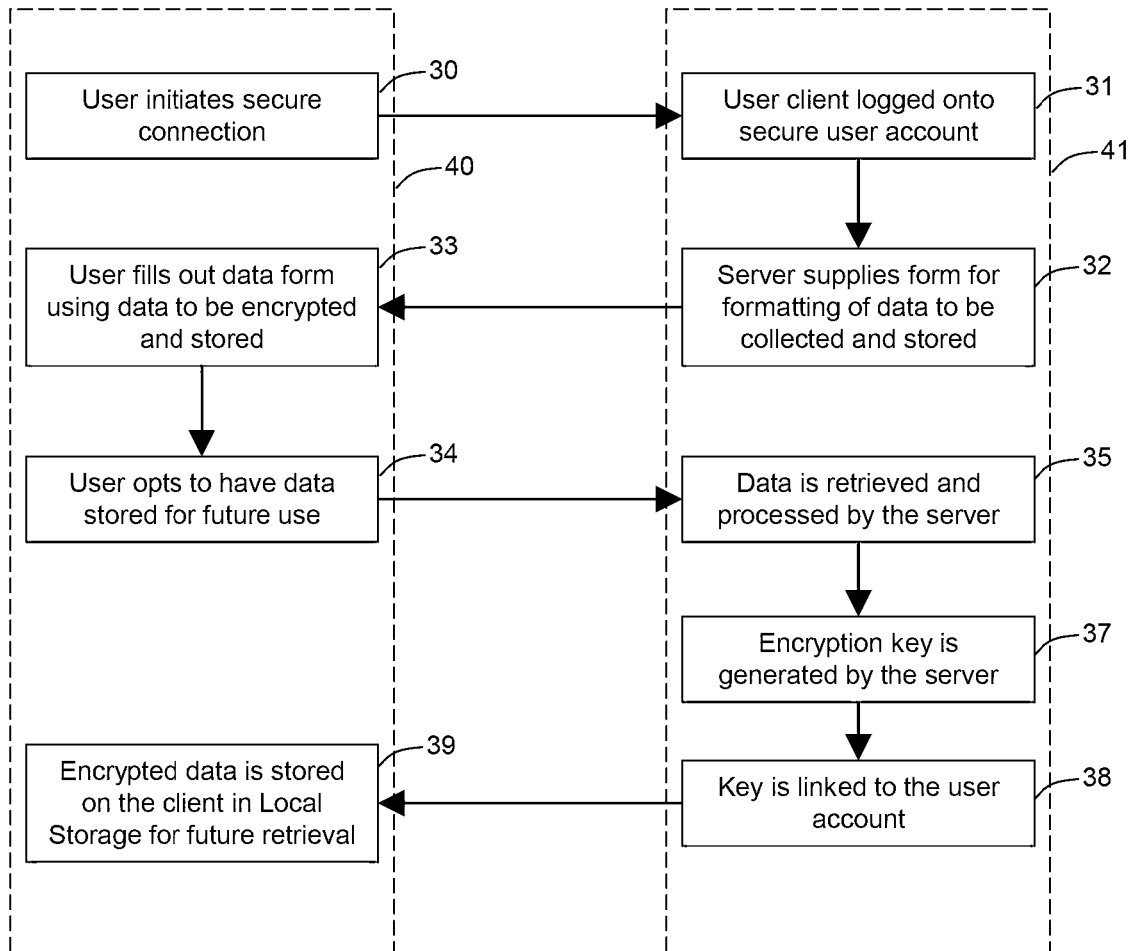 User initiates secure
connection
30
User client logged onto
secure user account
31
40
41
User fills out data form
using data to be encrypted
and stored
33
Server supplies form for
formatting of data to be
collected and stored
32
User opts to have data
stored for future use
34
Data is retrieved and
processed by the server
35
Encryption key is
generated by the server
37
Encrypted data is stored
on the client in Local
Storage for future retrieval
39
Key is linked to the user
account
38